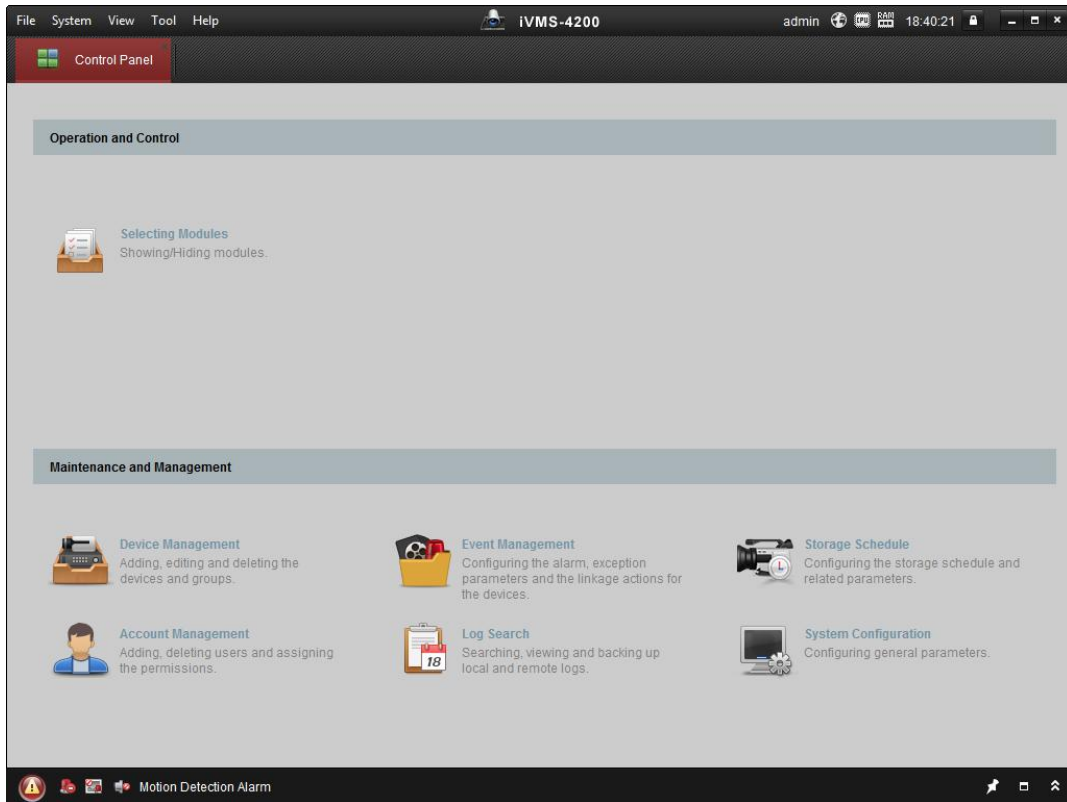 File System View Tool Help iVMS-4200 admin CPU RAM 18:40:21
Control Panel
Operation and Control
Selecting Modules
Showing/Hiding modules.
Maintenance and Management
Device Management
Adding, editing and deleting the
devices and groups.
Event Management
Configuring the alarm, exception
parameters and the linkage actions for
the devices.
Storage Schedule
Configuring the storage schedule and
related parameters.
Account Management
Adding, deleting users and assigning
the permissions.
18
Log Search
Searching, viewing and backing up
local and remote logs.
System Configuration
Configuring general parameters.
Motion Detection Alarm